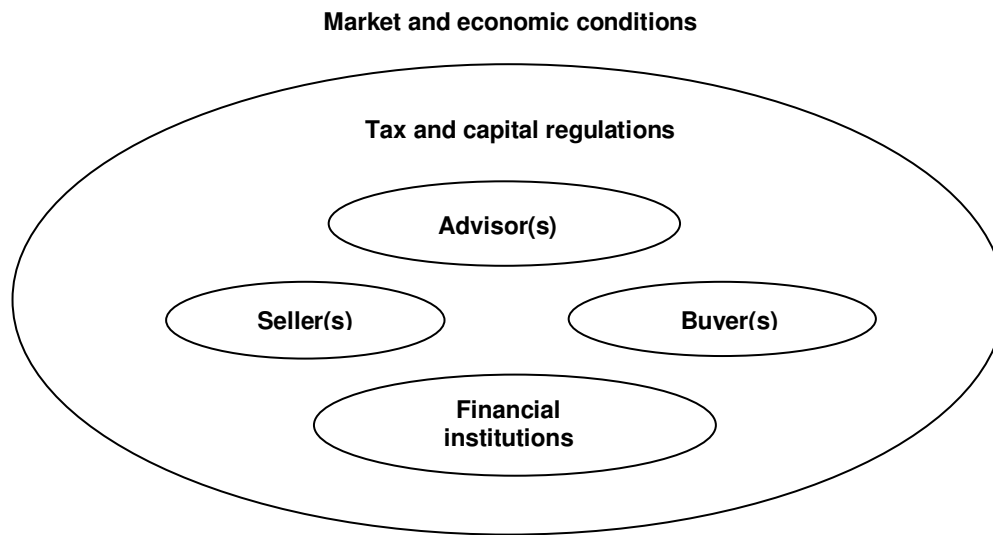 Market and economic conditions
Tax and capital regulations
Advisor(s)
Seller(s)
Buyer(s)
Financial
institutions